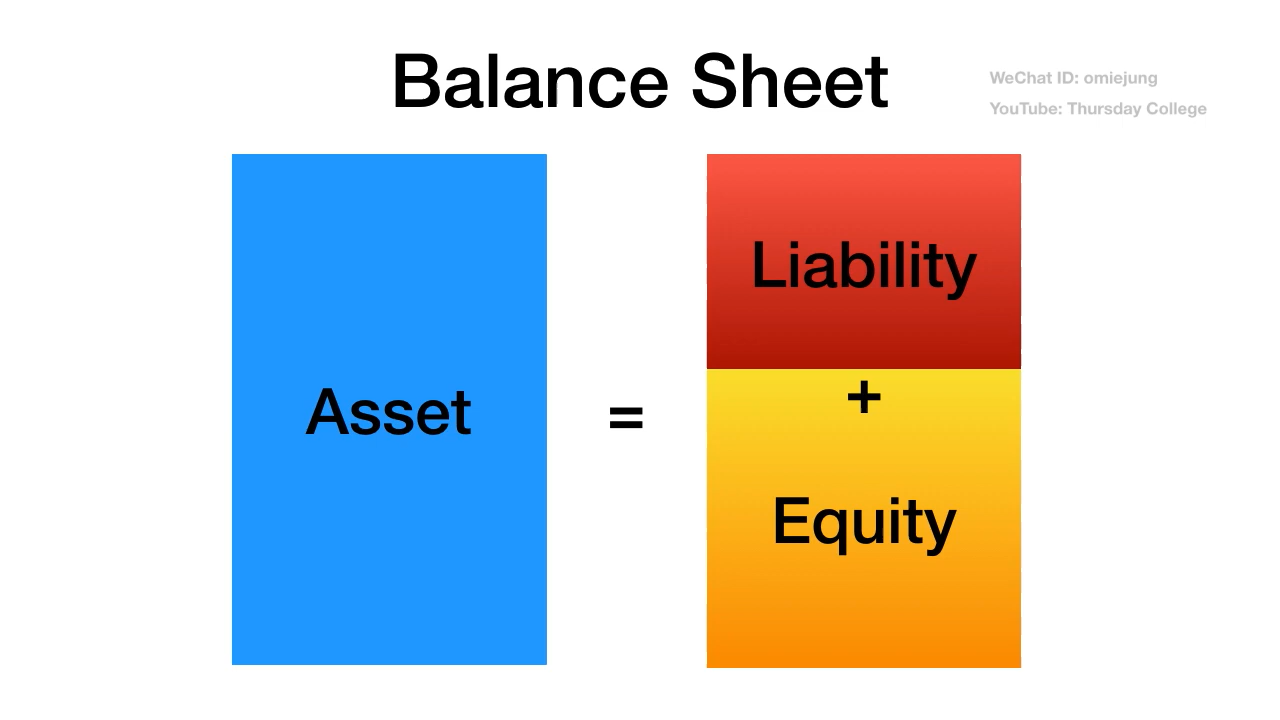 Balance Sheet
WeChat ID: omiejung
YouTube: Thursday College
Asset
=
Liability
+
Equity